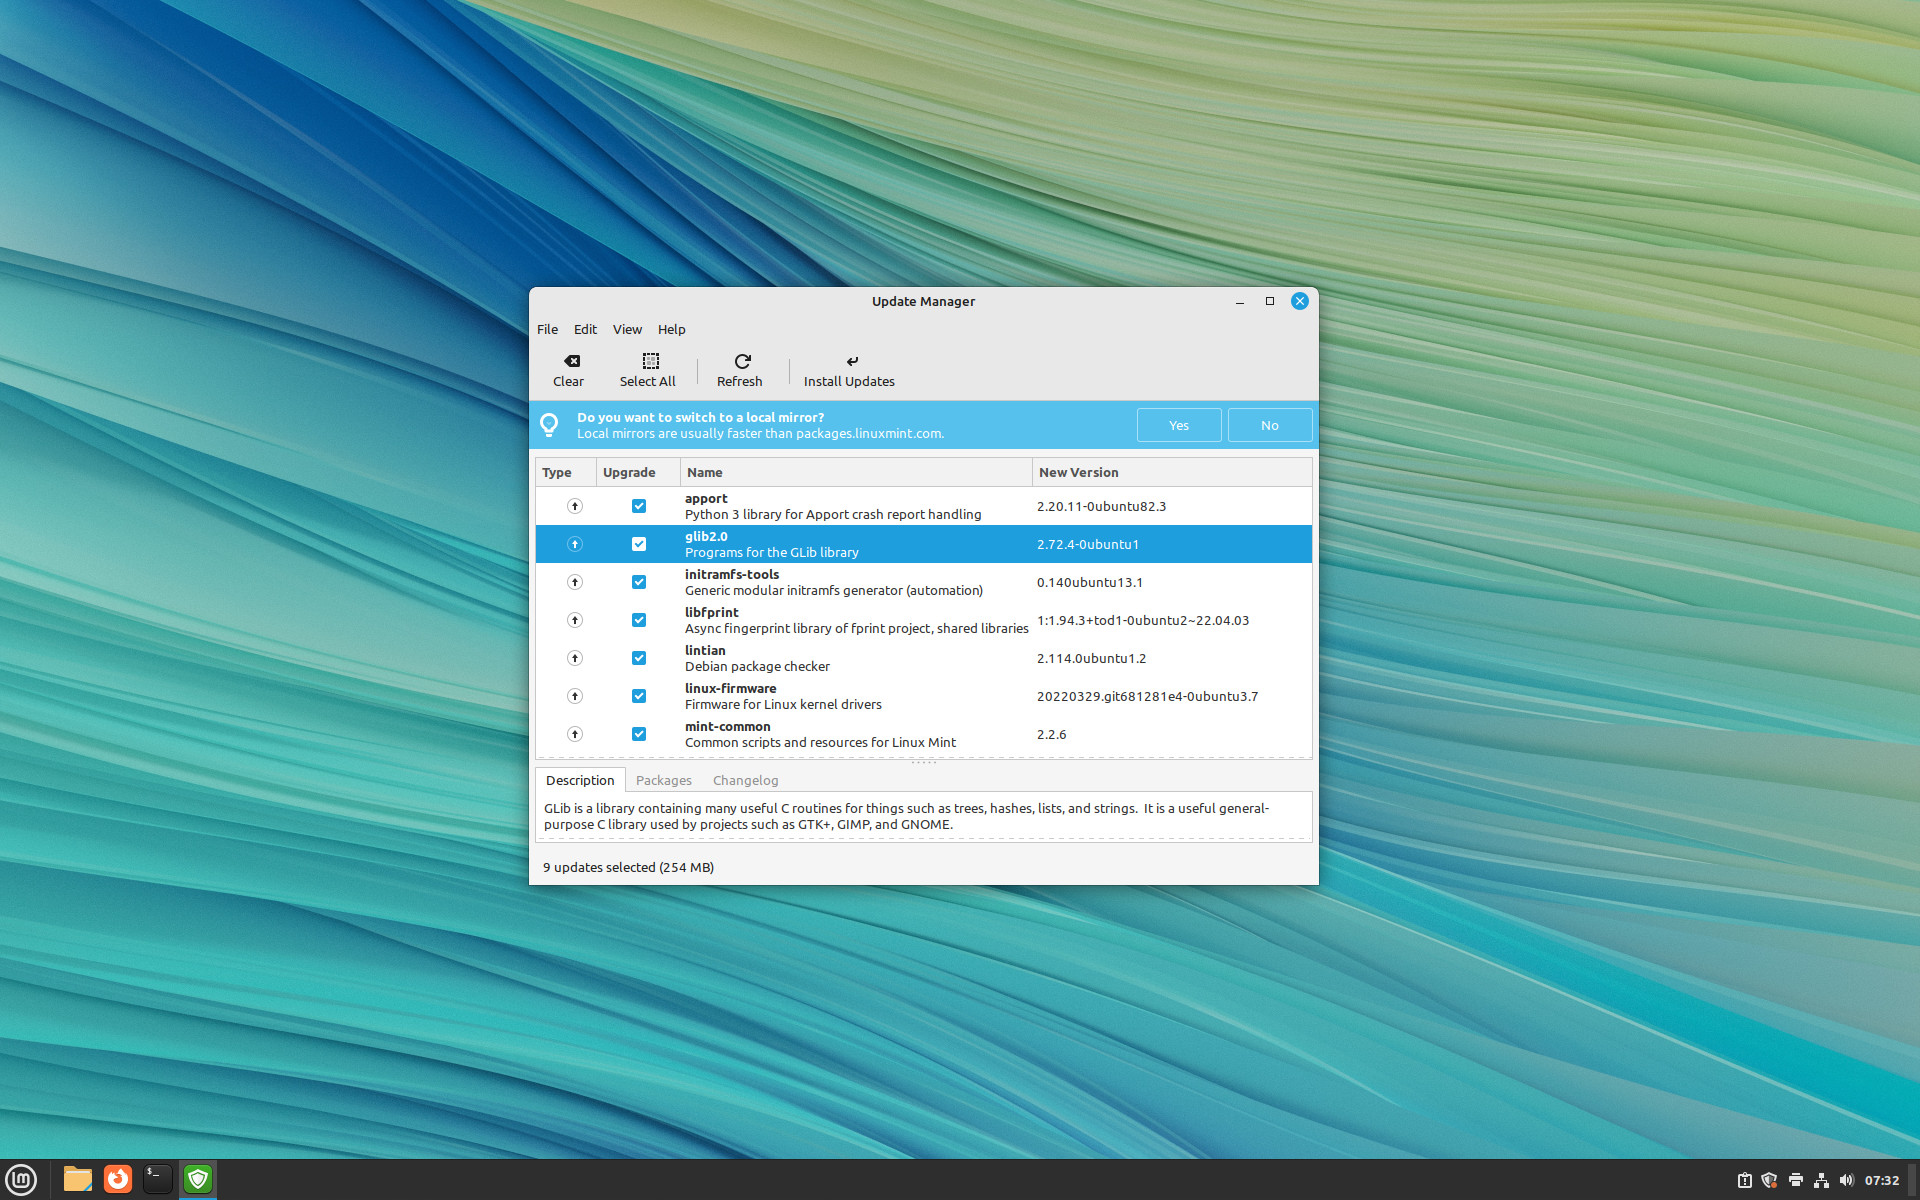 Update Manager
File Edit View Help
Clear Select All Refresh Install Updates
Do you want to switch to a local mirror?
Local mirrors are usually faster than packages.linuxmint.com.
Yes No
Type Upgrade Name New Version
apport
Python 3 library for Apport crash report handling 2.20.11-0ubuntu82.3
glib2.0
Programs for the GLib library 2.72.4-0ubuntu1
initramfs-tools
Generic modular initramfs generator (automation) 0.140ubuntu13.1
libfprint
Async fingerprint library of fprint project, shared libraries 1:1.94.3+tod1-0ubuntu2~22.04.03
lintian
Debian package checker 2.114.0ubuntu1.2
linux-firmware
Firmware for Linux kernel drivers 20220329.git681281e4-0ubuntu3.7
mint-common
Common scripts and resources for Linux Mint 2.2.6
Description Packages Changelog
GLib is a library containing many useful C routines for things such as trees, hashes, lists, and strings. It is a useful general-
purpose C library used by projects such as GTK+, GIMP, and GNOME.
9 updates selected (254 MB)
$_
07:32